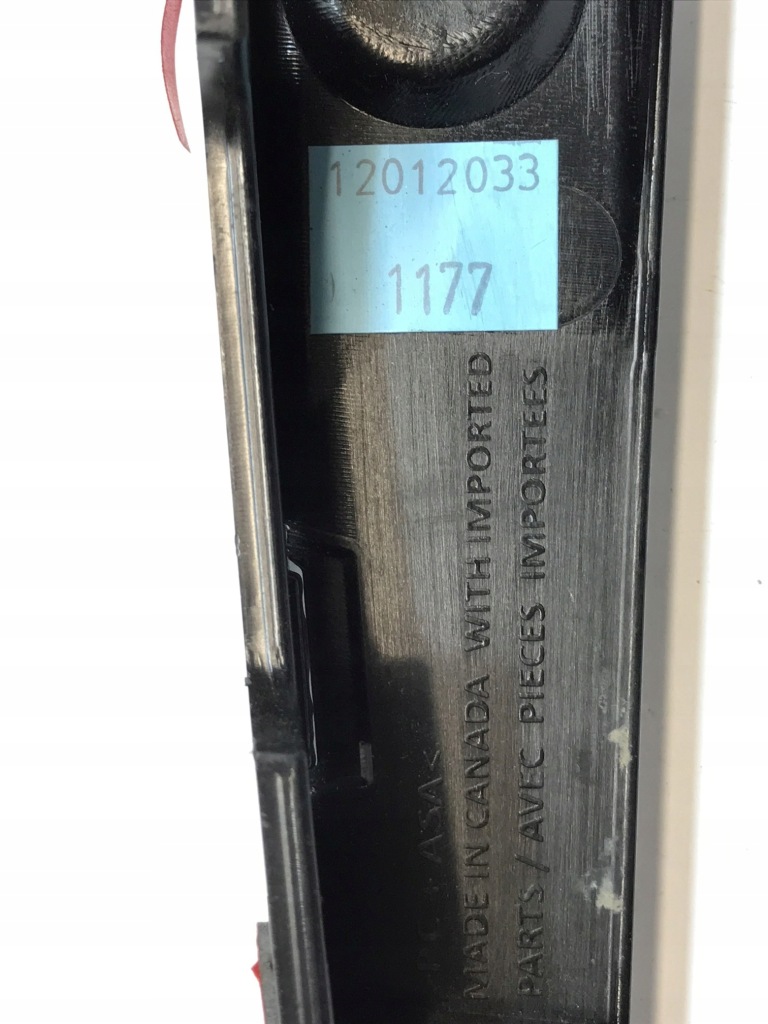 12012033
1177
MADE IN CANADA WITH IMPORTED
PARTS / AVEC PIECES IMPORTEES